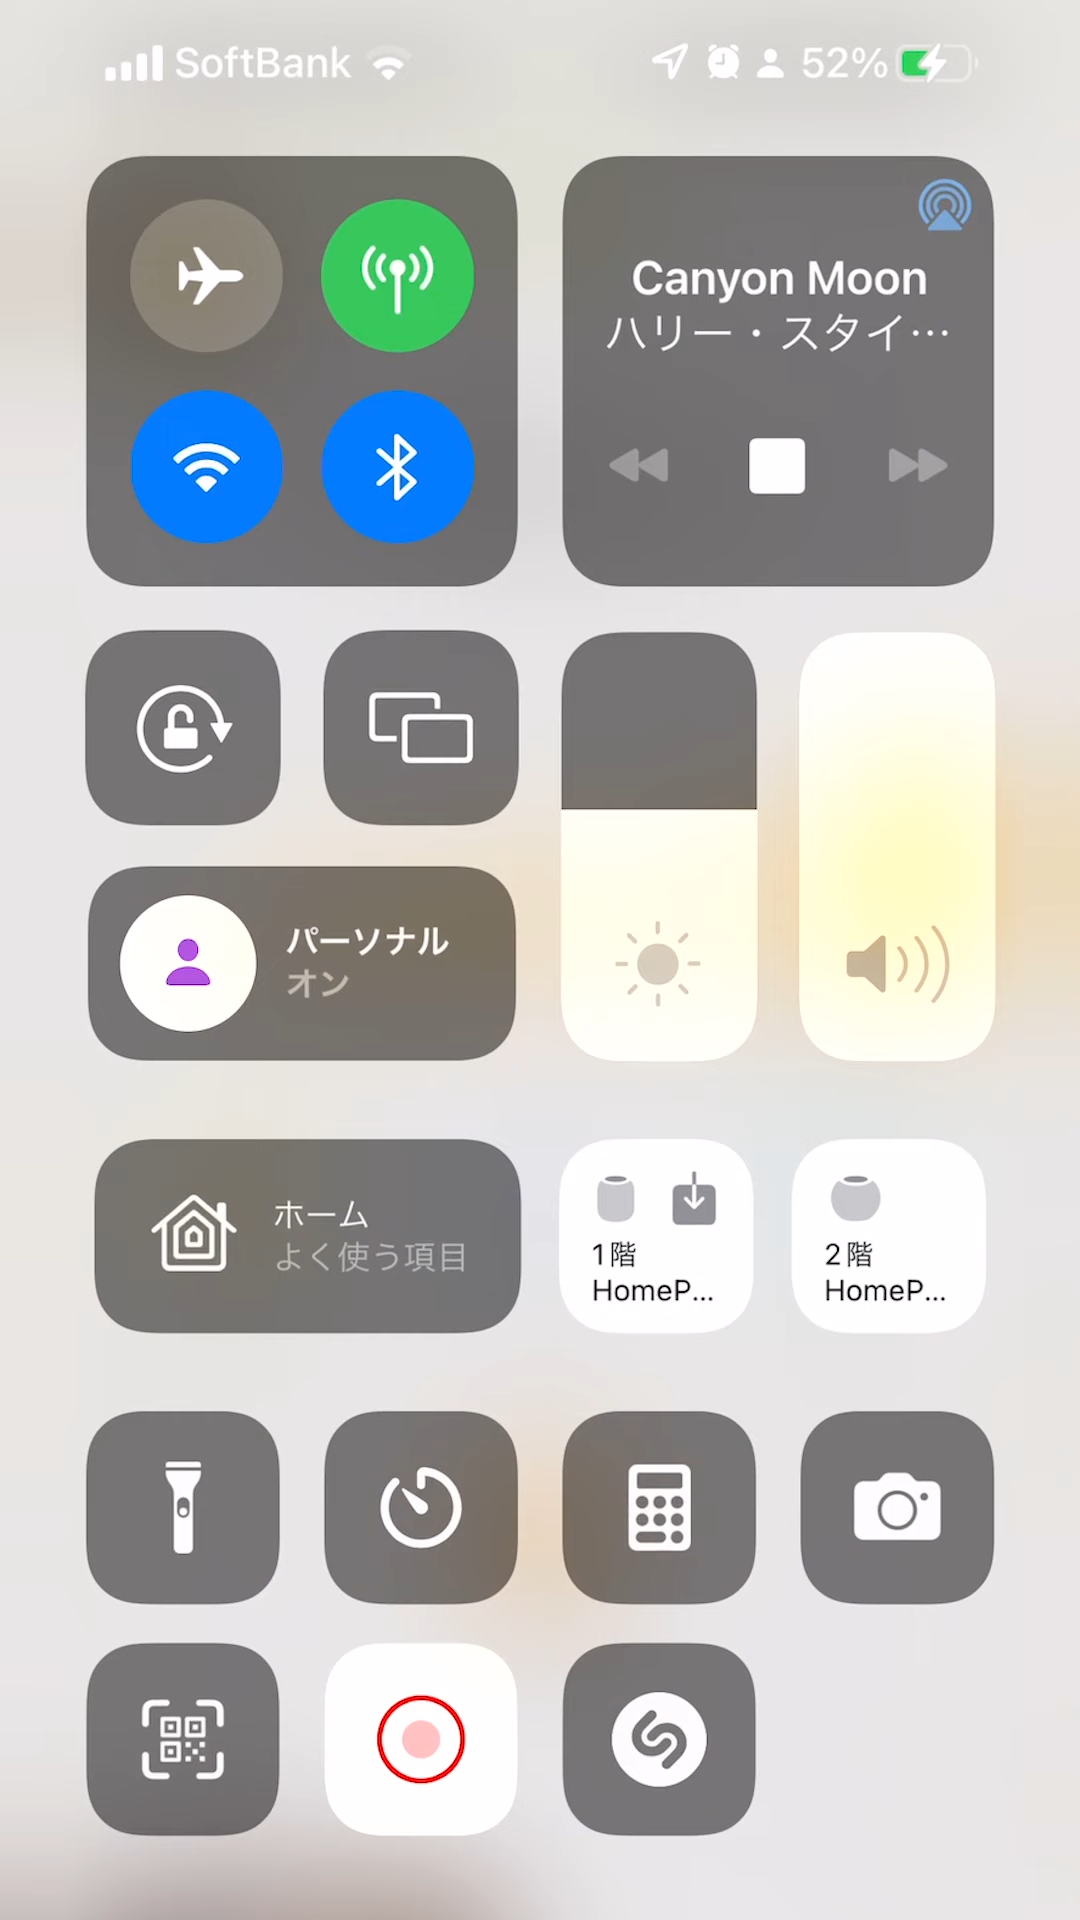 SoftBank 52%
Canyon Moon
ハリー・スタイ…
パーソナル
オン
ホーム
よく使う項目
1階
HomeP...
2階
HomeP...